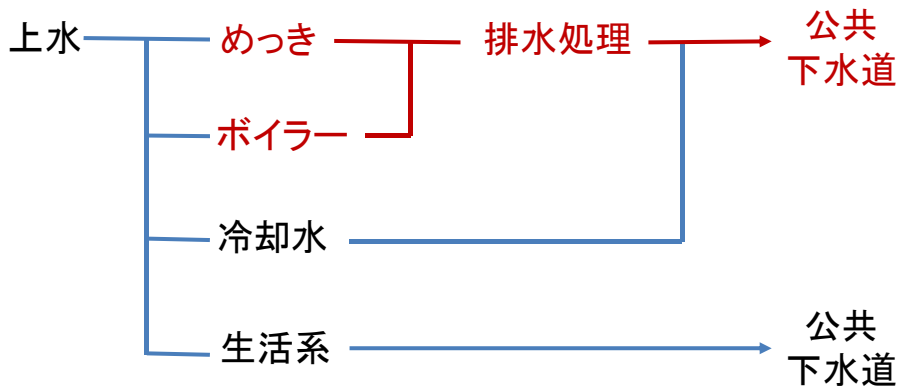 上水
めっき
排水処理
公共
下水道
ボイラー
冷却水
生活系
公共
下水道